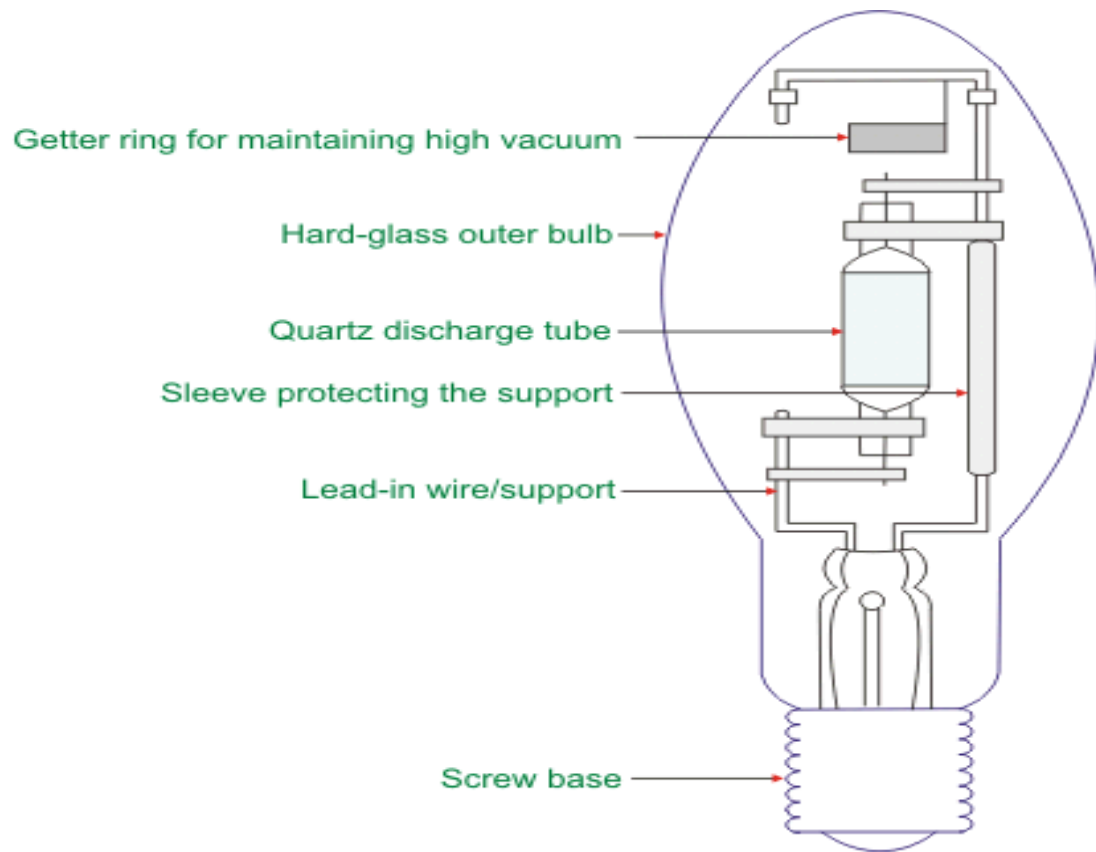 Getter ring for maintaining high vacuum
Hard-glass outer bulb
Quartz discharge tube
Sleeve protecting the support
Lead-in wire/support
Screw base